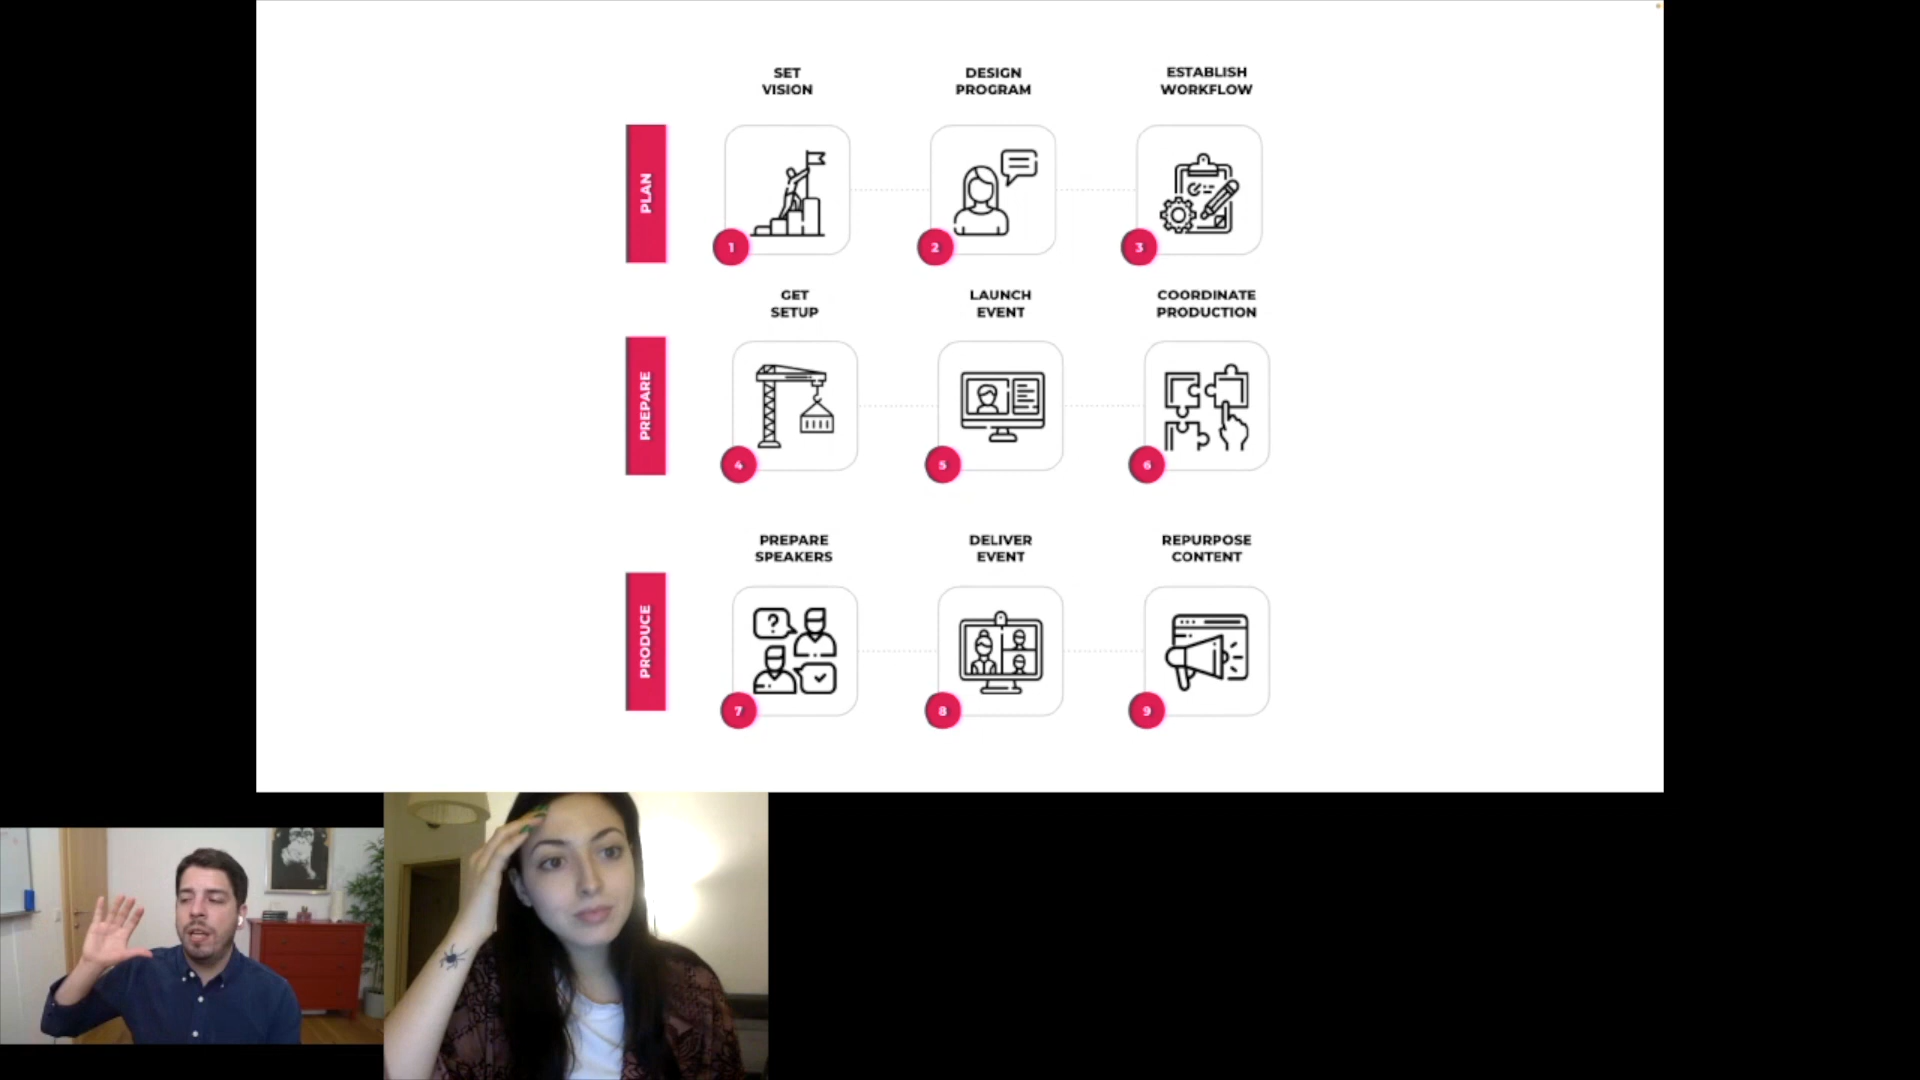 SET
VISION
DESIGN
PROGRAM
ESTABLISH
WORKFLOW
PLAN
1
2
3
GET
SETUP
LAUNCH
EVENT
COORDINATE
PRODUCTION
PREPARE
4
5
6
PREPARE
SPEAKERS
DELIVER
EVENT
REPURPOSE
CONTENT
PRODUCE
?
7
8
9